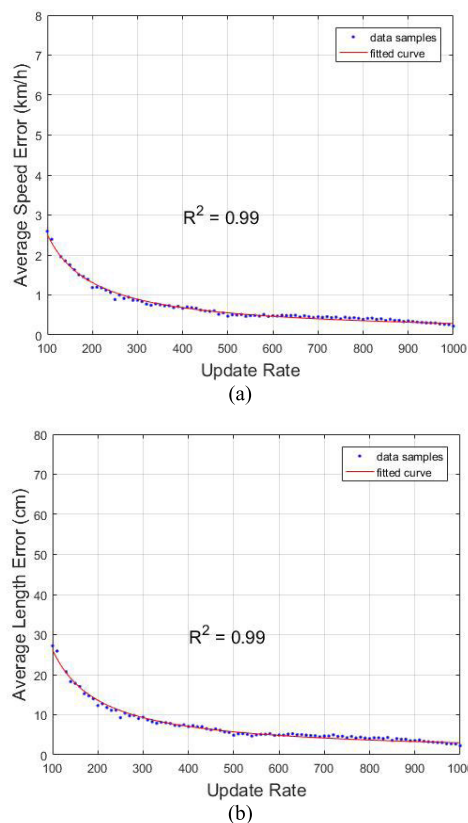 8
7
6
5
4
3
2
1
0
Average Speed Error (km/h)
data samples
fitted curve
R² = 0.99
100 200 300 400 500 600 700 800 900 1000
Update Rate
(a)
80
70
60
50
40
30
20
10
0
Average Length Error (cm)
data samples
fitted curve
R² = 0.99
100 200 300 400 500 600 700 800 900 1000
Update Rate
(b)